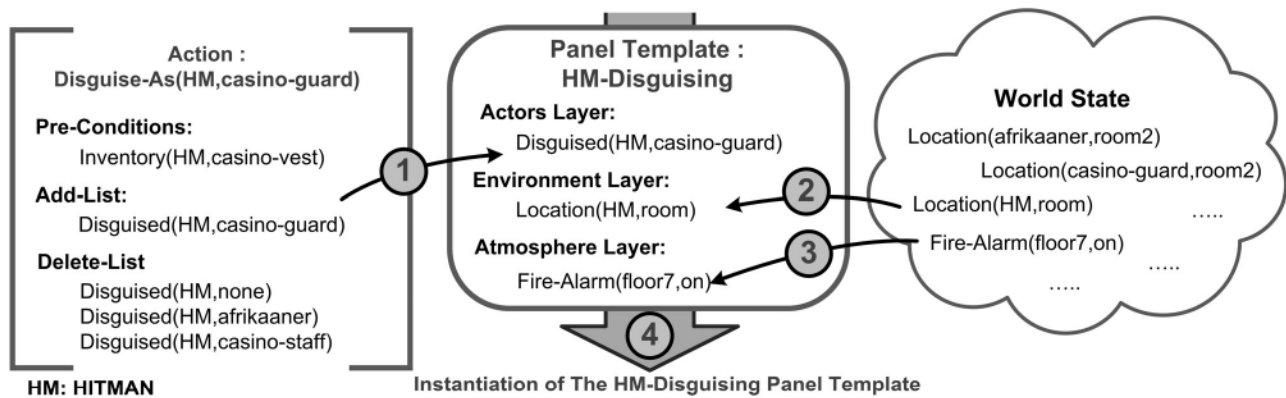 Action :
Disguise-As(HM,casino-guard)
Pre-Conditions:
Inventory(HM,casino-vest)
Add-List:
Disguised(HM,casino-guard)
Delete-List
Disguised(HM,none)
Disguised(HM,afrikaaner)
Disguised(HM,casino-staff)
HM: HITMAN
1
Panel Template :
HM-Disguising
Actors Layer:
Disguised(HM,casino-guard)
Environment Layer:
Location(HM,room)
Atmosphere Layer:
Fire-Alarm(floor7,on)
2
3
4
Instantiation of The HM-Disguising Panel Template
World State
Location(afrikaaner,room2)
Location(casino-guard,room2)
Location(HM,room)
.....
Fire-Alarm(floor7,on)
.....
.....